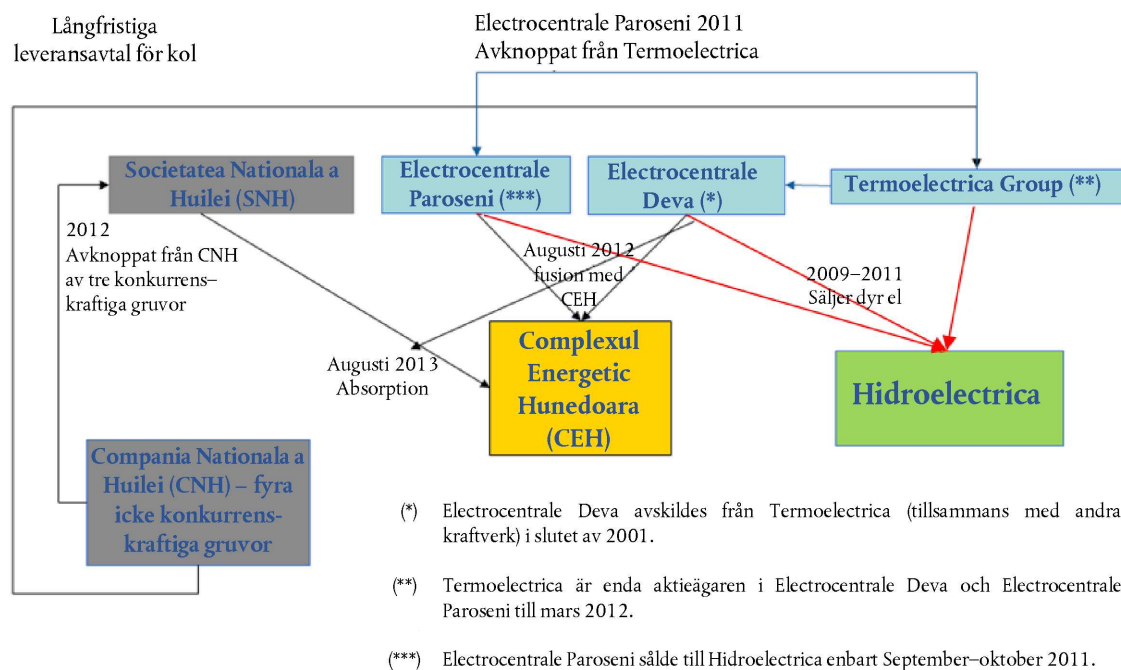 Långfristiga
leveransavtal för kol
Electrocentrale Paroseni 2011
Avknoppat från Termoelectrica
Societatea Nationala a
Huilei (SNH)
Electrocentrale
Paroseni (***)
Electrocentrale
Deva (*)
Termoelectrica Group (**)
2012
Avknoppat från CNH
av tre konkurrens–
kraftiga gruvor
Augusti 2012
fusion med
CEH
2009–2011
Säljer dyr el
Augusti 2013
Absorption
Complexul
Energetic
Hunedoara
(CEH)
Hidroelectrica
Compania Nationala a
Huilei (CNH) – fyra
icke konkurrens-
kraftiga gruvor
(*) Electrocentrale Deva avskildes från Termoelectrica (tillsammans med andra
kraftverk) i slutet av 2001.
(**) Termoelectrica är enda aktieägaren i Electrocentrale Deva och Electrocentrale
Paroseni till mars 2012.
(***) Electrocentrale Paroseni sålde till Hidroelectrica enbart September–oktober 2011.